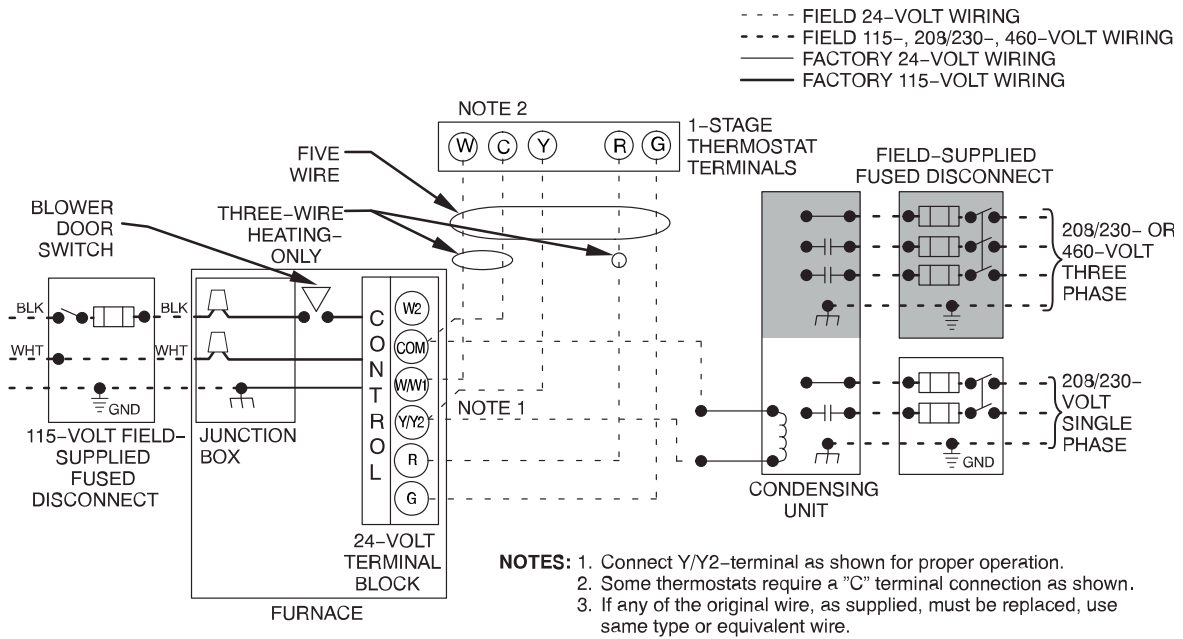 FIELD 24-VOLT WIRING
FIELD 115-, 208/230-, 460-VOLT WIRING
FACTORY 24-VOLT WIRING
FACTORY 115-VOLT WIRING
NOTE 2
W C Y R G
1-STAGE
THERMOSTAT
TERMINALS
FIVE
WIRE
THREE-WIRE
HEATING-
ONLY
BLOWER
DOOR
SWITCH
FIELD-SUPPLIED
FUSED DISCONNECT
208/230- OR
460-VOLT
THREE
PHASE
BLK
BLK
WHT
WHT
GND
115-VOLT FIELD-
SUPPLIED
FUSED
DISCONNECT
JUNCTION
BOX
CONTROL
W2
COM
W/W1
Y/Y2
R
G
NOTE 1
24-VOLT
TERMINAL
BLOCK
FURNACE
208/230-
VOLT
SINGLE
PHASE
GND
CONDENSING
UNIT
NOTES: 1. Connect Y/Y2-terminal as shown for proper operation.
2. Some thermostats require a "C" terminal connection as shown.
3. If any of the original wire, as supplied, must be replaced, use
same type or equivalent wire.